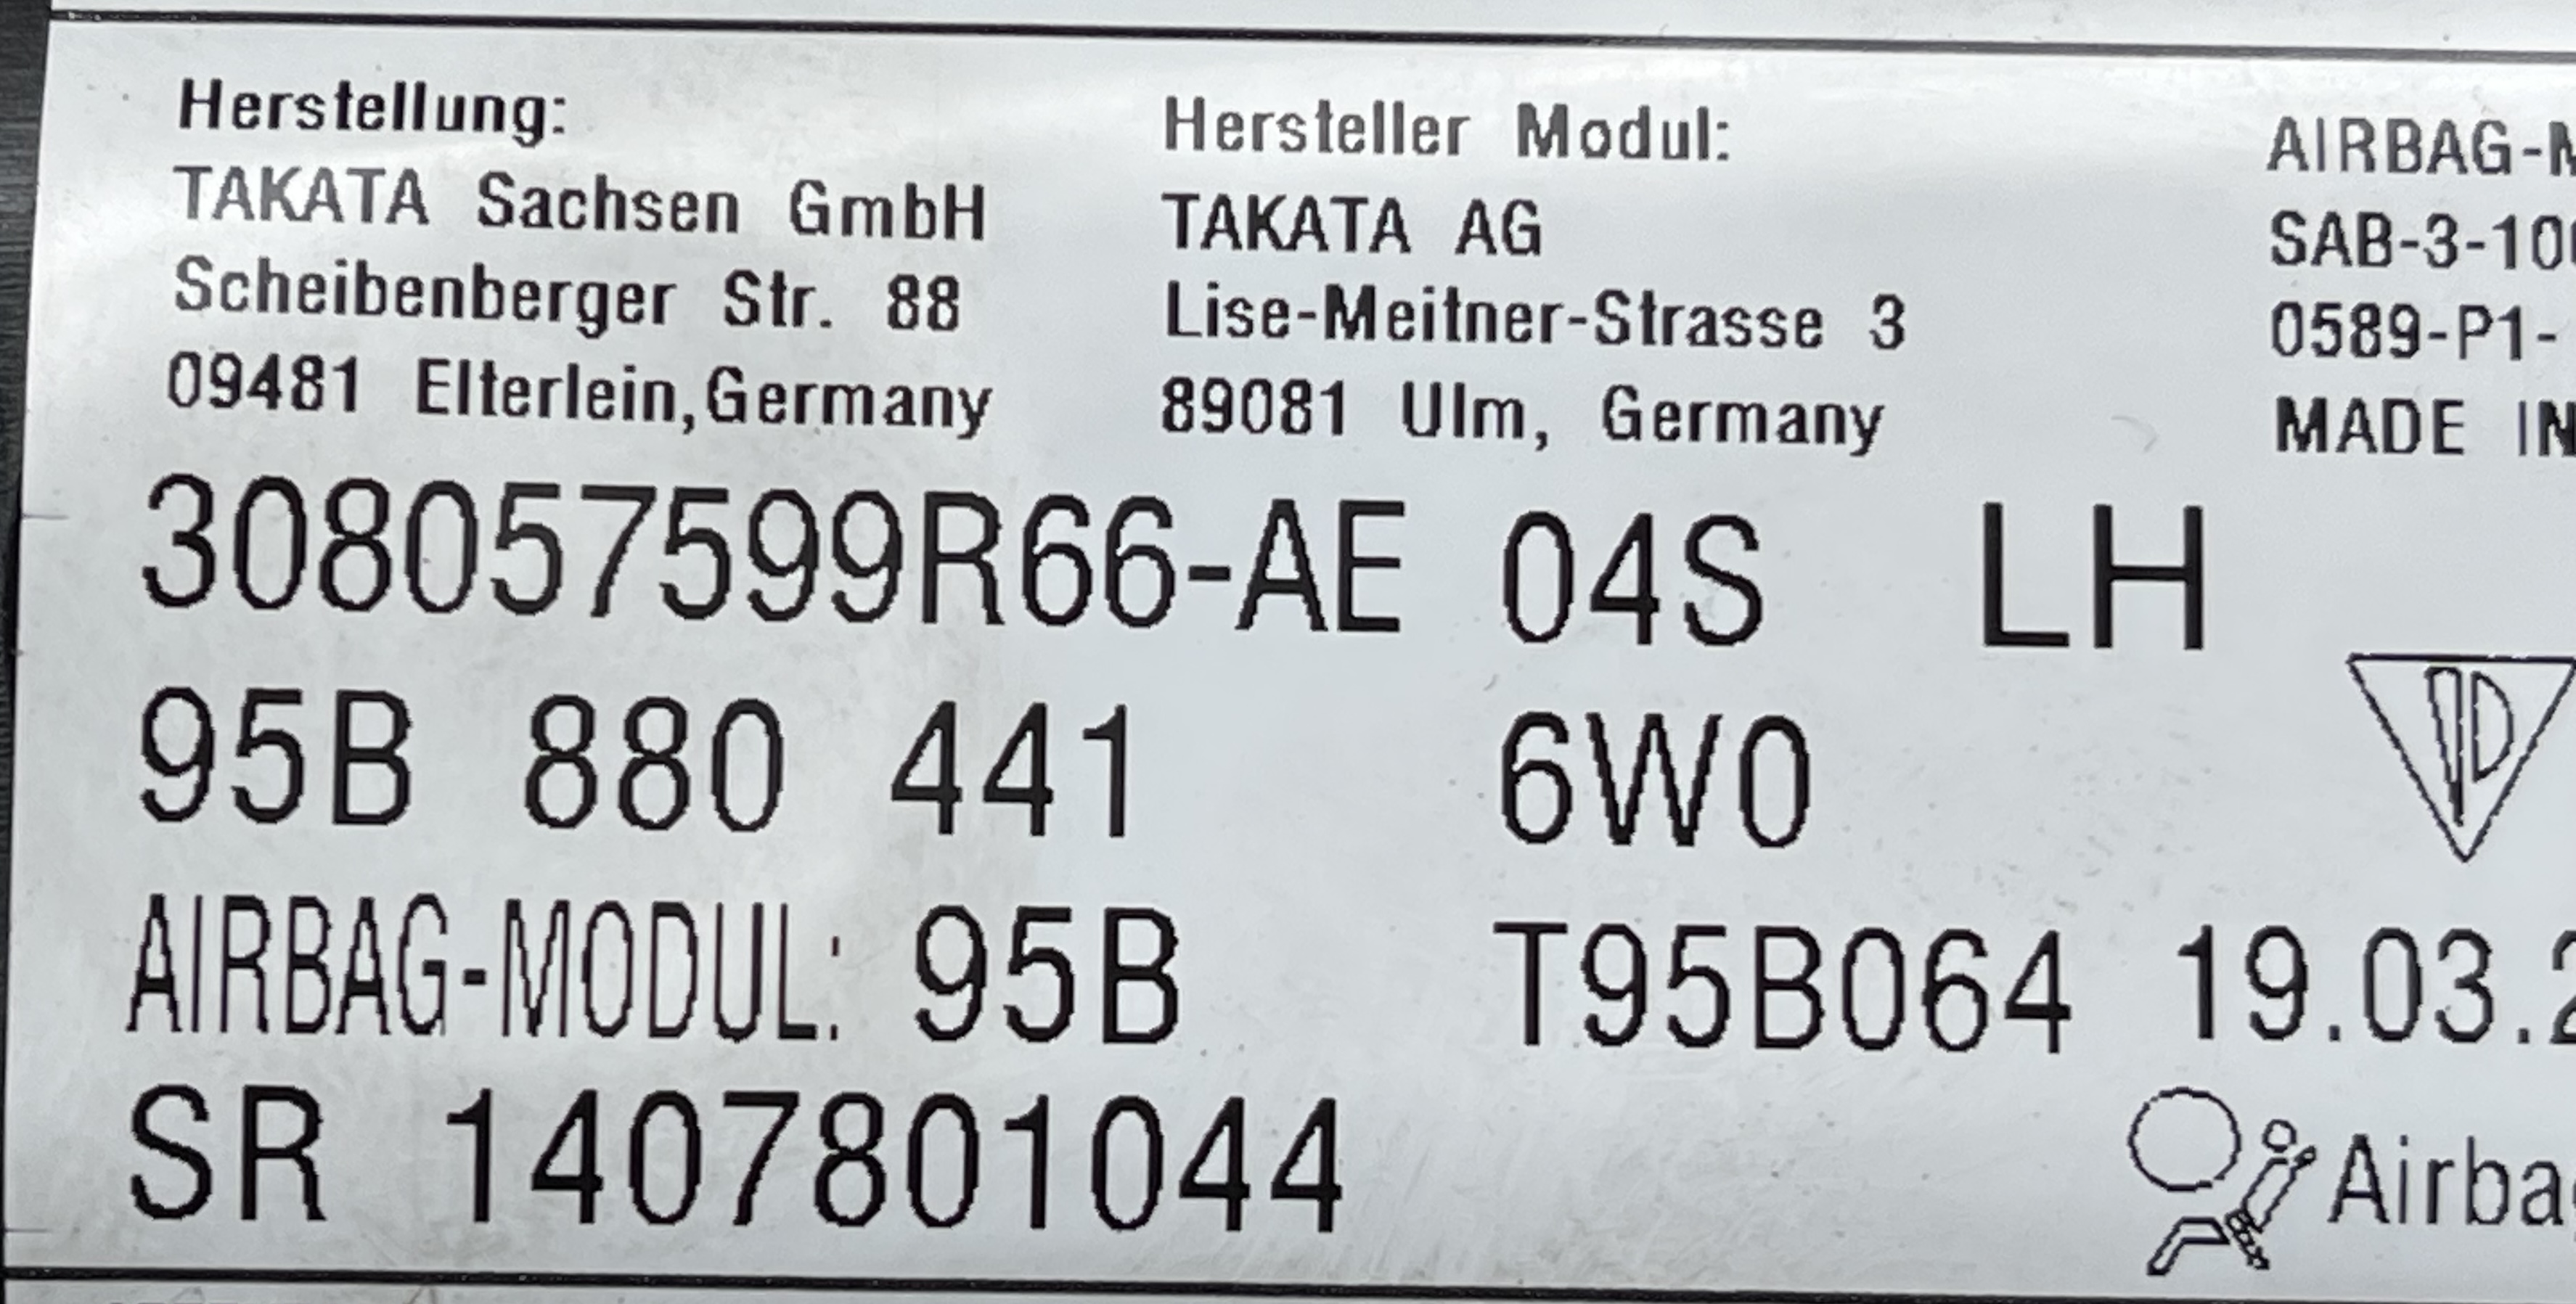 Herstellung:
TAKATA Sachsen GmbH
Scheibenberger Str. 88
09481 Elterlein,Germany
Hersteller Modul:
TAKATA AG
Lise-Meitner-Strasse 3
89081 Ulm, Germany
AIRBAG-M
SAB-3-10
0589-P1-
MADE IN
308057599R66-AE 04S LH
95B 880 441 6W0
AIRBAG-MODUL: 95B T95B064 19.03.2
SR 1407801044
Airba